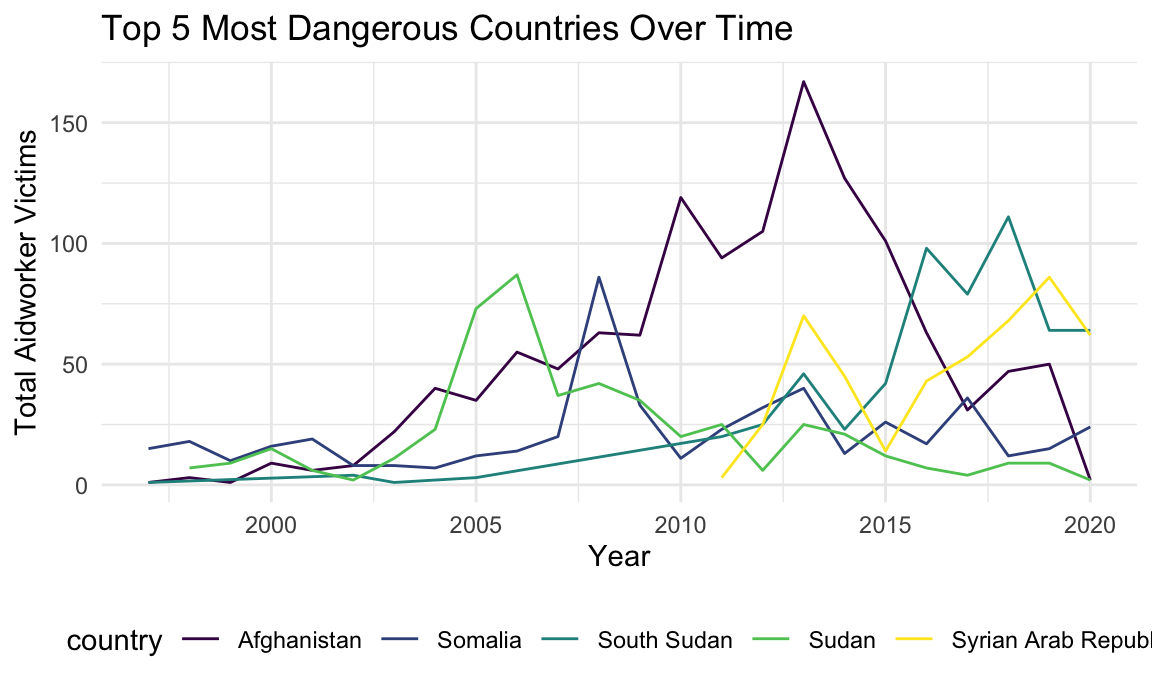 Top 5 Most Dangerous Countries Over Time
Total Aidworker Victims
150
100
50
0
2000 2005 2010 2015 2020
Year
country Afghanistan Somalia South Sudan Sudan Syrian Arab Republ